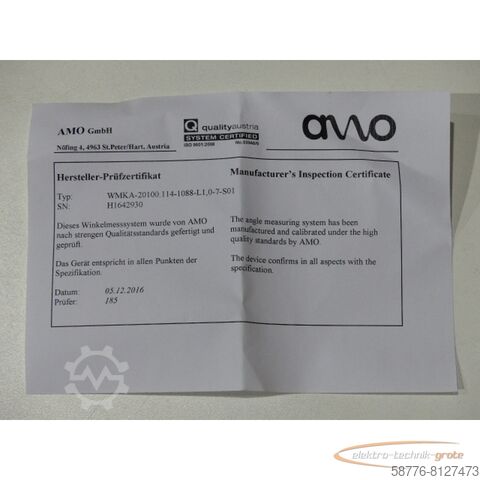 AMO GmbH
Nöfing 4, 4963 St.Peter/Hart, Austria
Q qualityaustria
SYSTEM CERTIFIED
ISO 9001:2008
amo
Hersteller-Prüfzertifikat
Typ: WMKA-20100.114-1088-L1,0-7-S01
SN: H1642930
Dieses Winkelmesssystem wurde von AMO
nach strengen Qualitätsstandards gefertigt und
geprüft.
Das Gerät entspricht in allen Punkten der
Spezifikation.
Datum: 05.12.2016
Prüfer: 185
Manufacturer's Inspection Certificate
The angle measuring system has been
manufactured and calibrated under the high
quality standards by AMO.
The device confirms in all aspects with the
specification.
elektro-technik-grote
58776-8127473